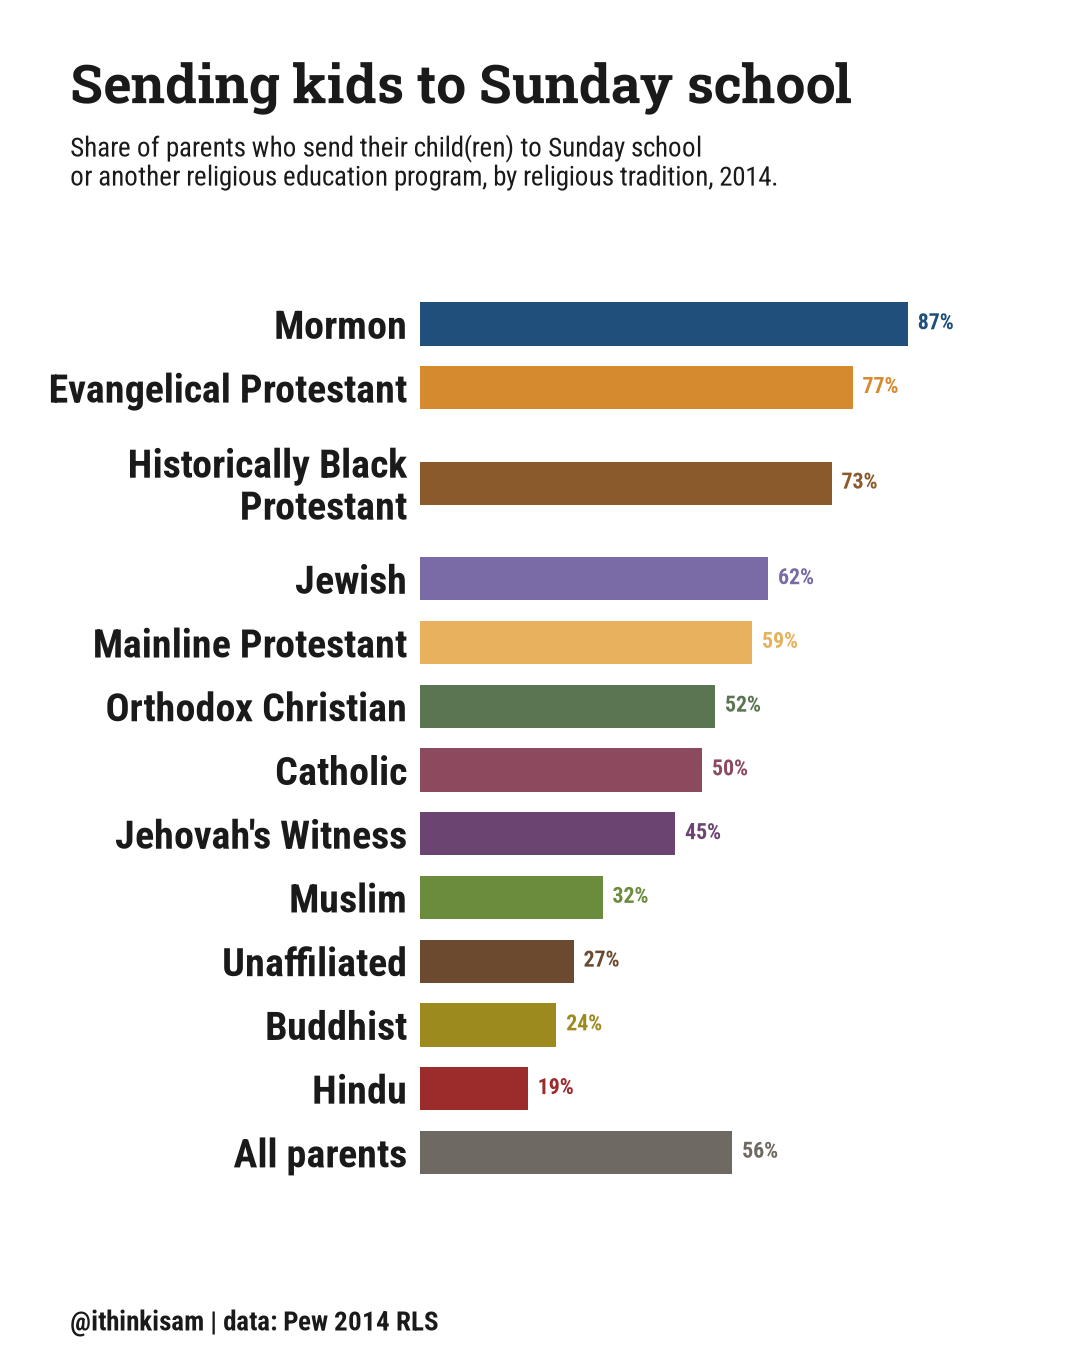 Sending kids to Sunday school
Share of parents who send their child(ren) to Sunday school
or another religious education program, by religious tradition, 2014.
Mormon 87%
Evangelical Protestant 77%
Historically Black
Protestant 73%
Jewish 62%
Mainline Protestant 59%
Orthodox Christian 52%
Catholic 50%
Jehovah's Witness 45%
Muslim 32%
Unaffiliated 27%
Buddhist 24%
Hindu 19%
All parents 56%
@ithinkisam | data: Pew 2014 RLS